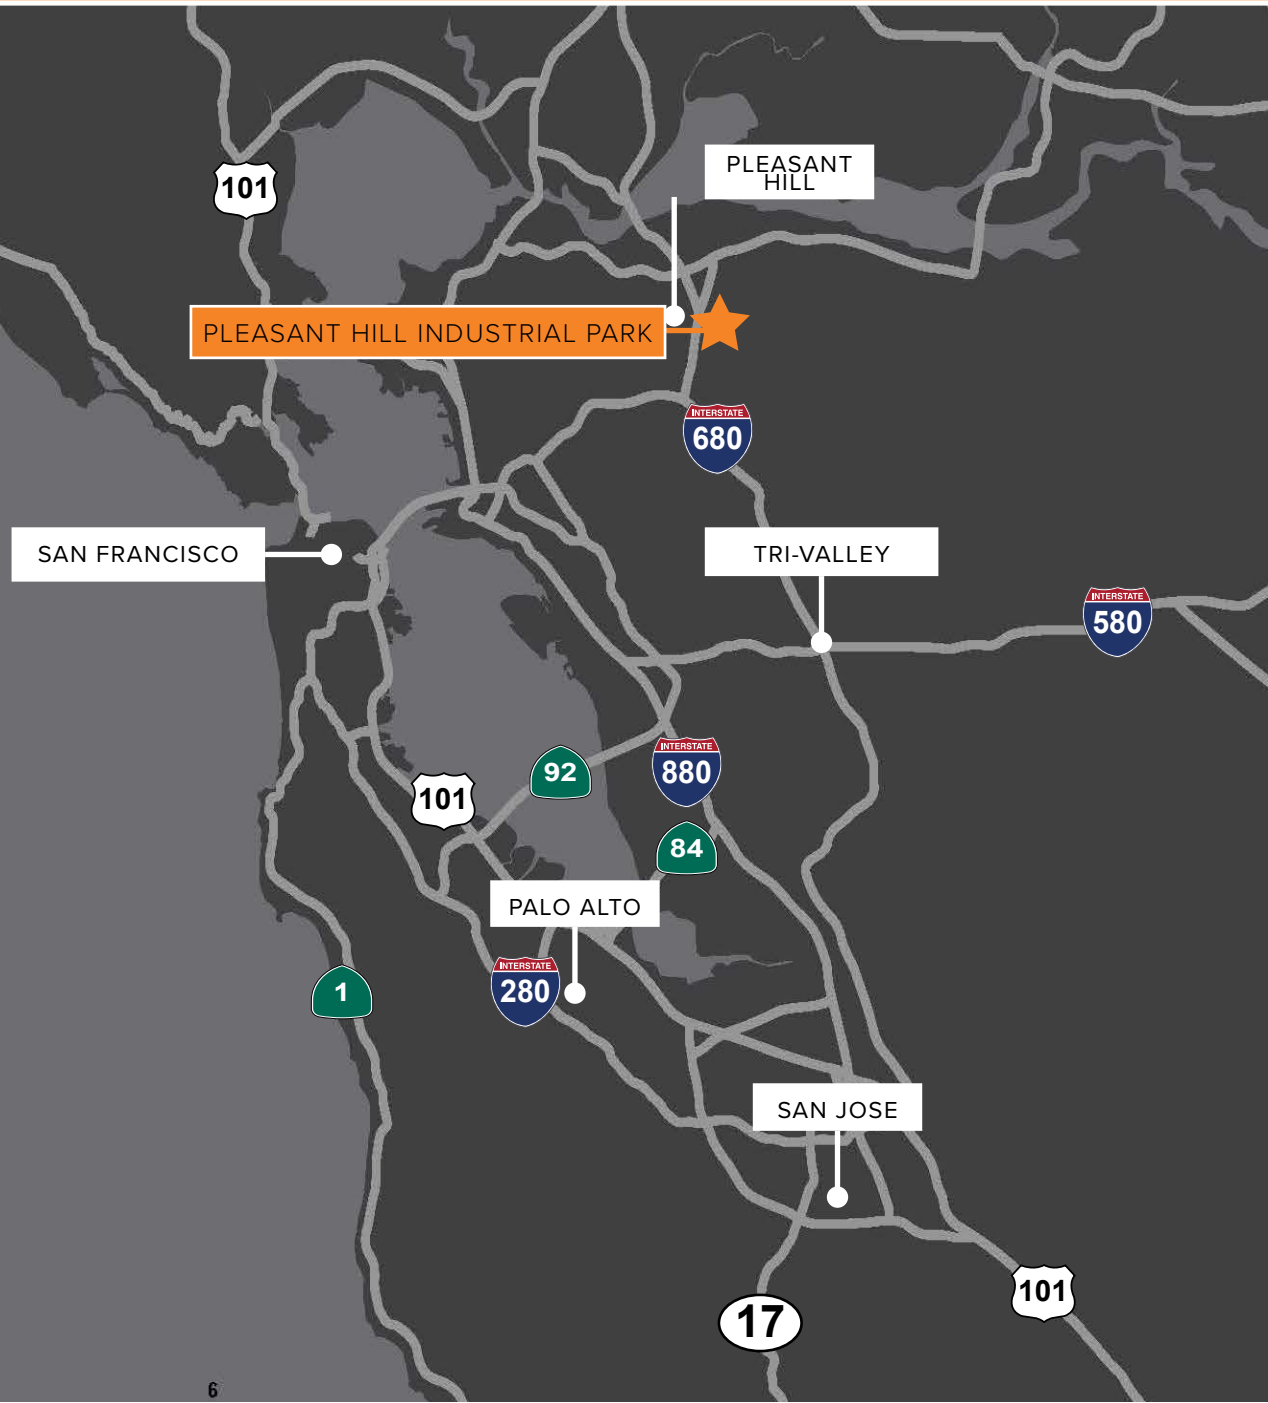 PLEASANT
HILL
101
PLEASANT HILL INDUSTRIAL PARK
INTERSTATE
680
SAN FRANCISCO
TRI-VALLEY
INTERSTATE
580
INTERSTATE
880
92
101
84
PALO ALTO
INTERSTATE
280
1
SAN JOSE
101
17
6